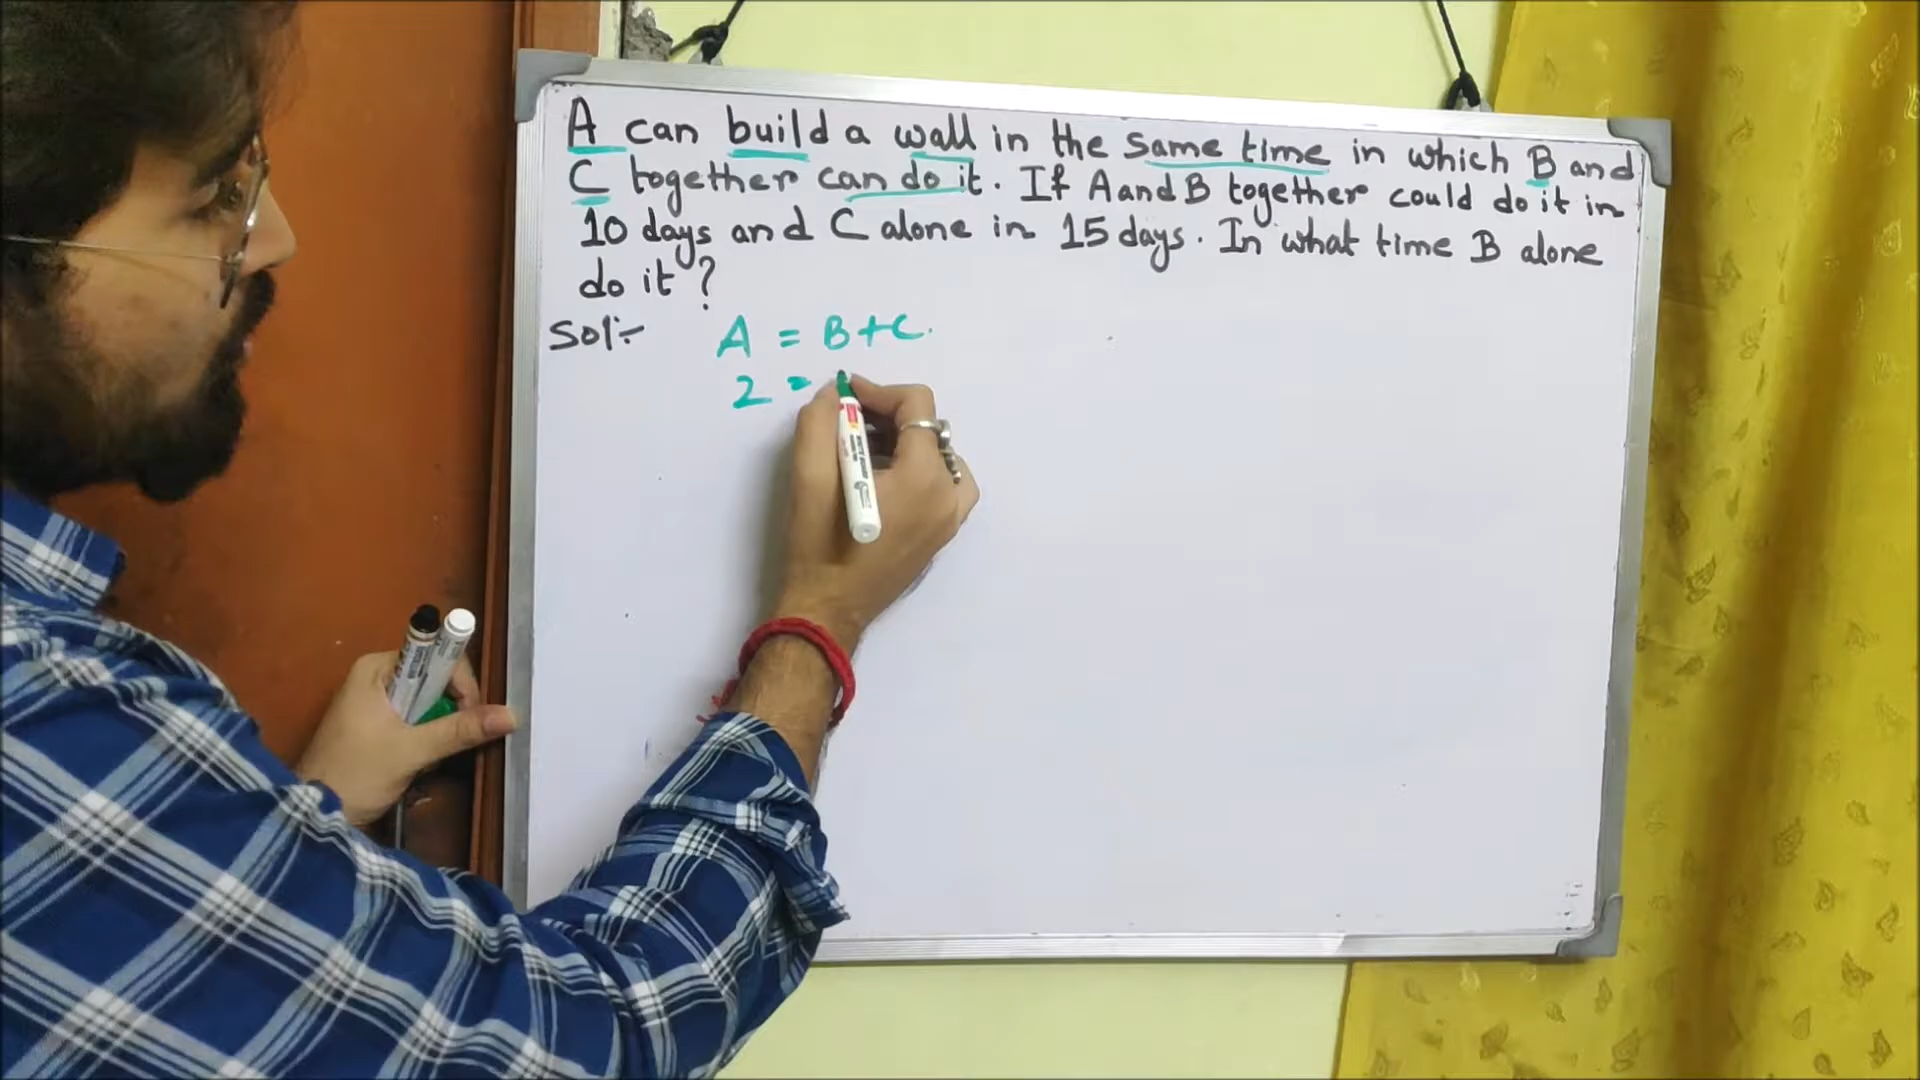 A can build a wall in the same time in which B and
C together can do it. If A and B together could do it in
10 days and C alone in 15 days. In what time B alone
do it ?
Sol:- A = B+C.
2 =